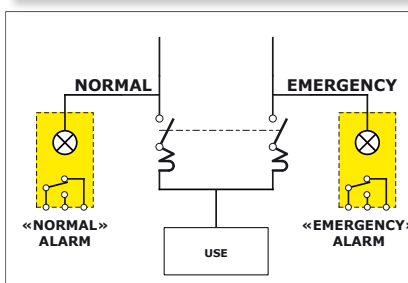 NORMAL
EMERGENCY
«NORMAL»
ALARM
«EMERGENCY»
ALARM
USE